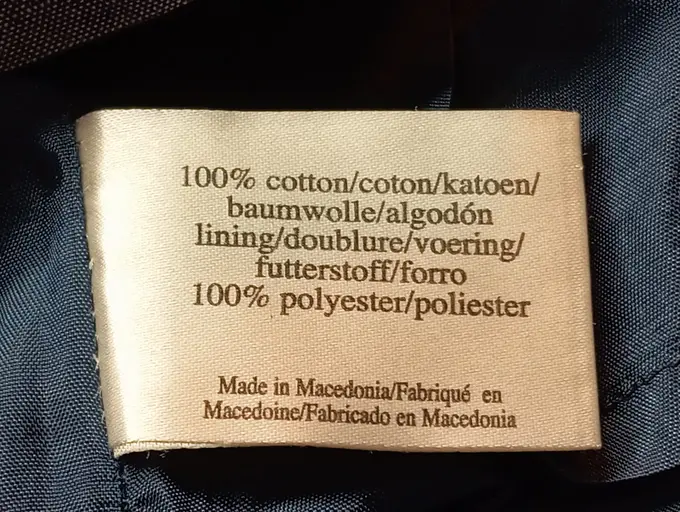 100% cotton/coton/katoen/
baumwolle/algodón
lining/doublure/voering/
futterstoff/forro
100% polyester/poliester
Made in Macedonia/Fabriqué en
Macedoine/Fabricado en Macedonia